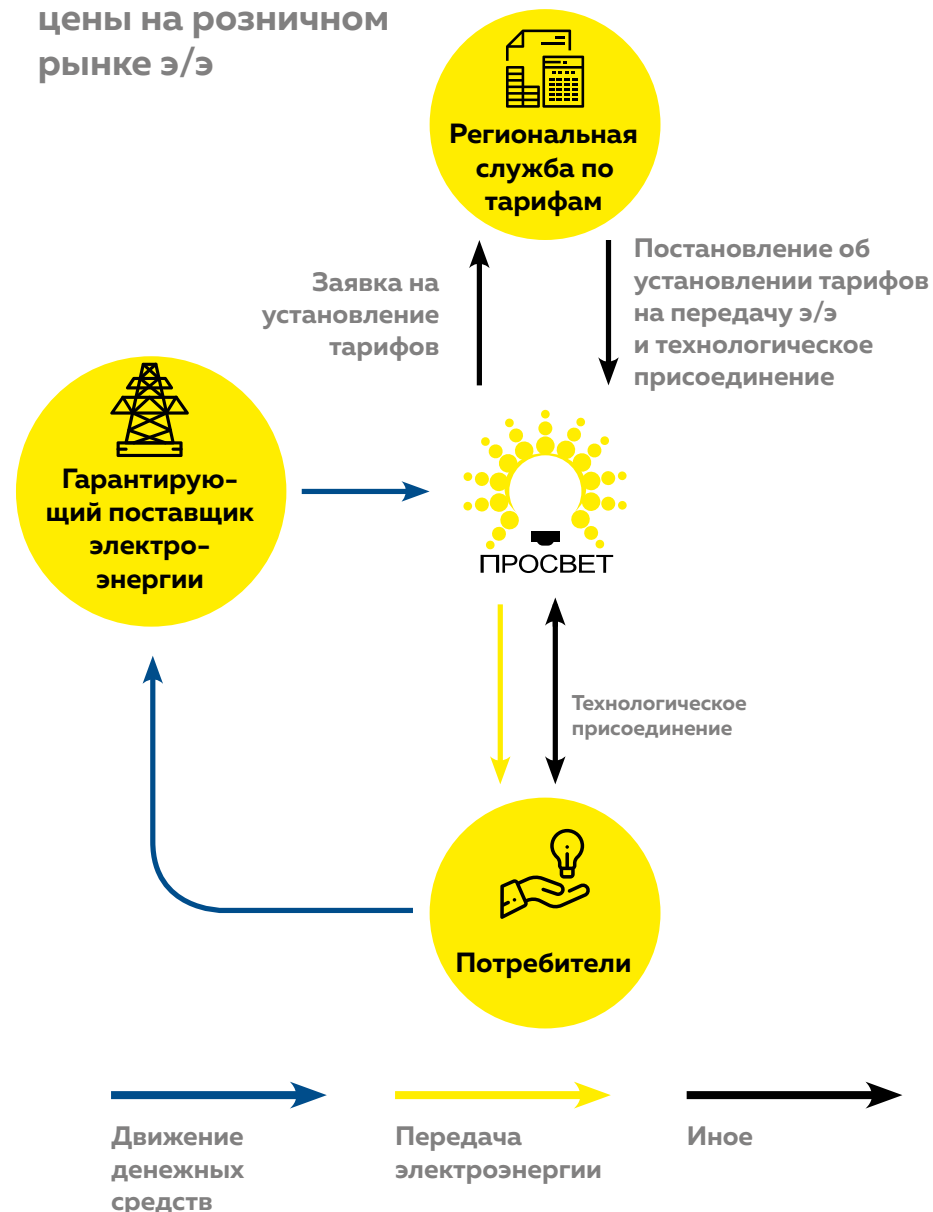 цены на розничном
рынке э/э
Региональная
служба по
тарифам
Заявка на
установление
тарифов
Постановление об
установлении тарифов
на передачу э/э
и технологическое
присоединение
Гарантирую-
щий поставщик
электро-
энергии
ПРОСВЕТ
Технологическое
присоединение
Потребители
Движение
денежных
средств
Передача
электроэнергии
Иное